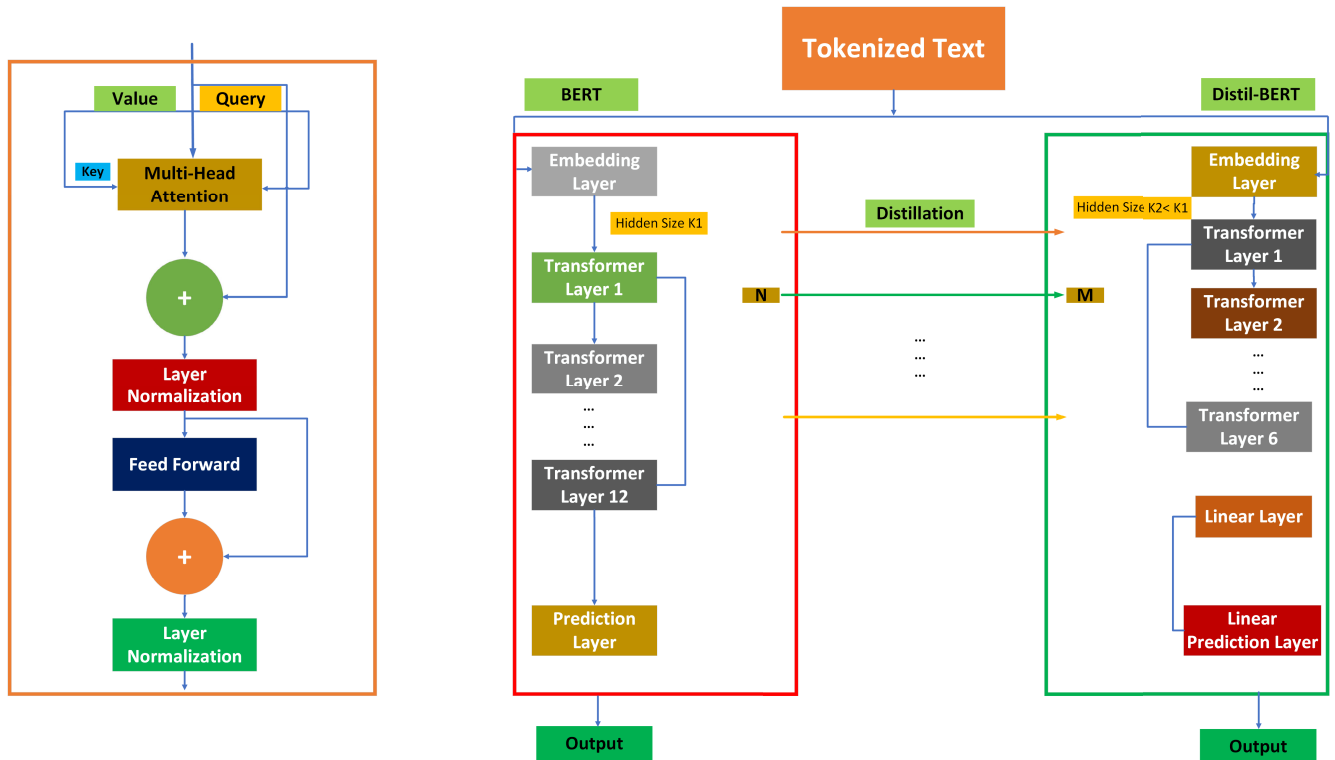 Value
Query
Key
Multi-Head
Attention
+
Layer
Normalization
Feed Forward
+
Layer
Normalization
Tokenized Text
BERT
Distil-BERT
Embedding
Layer
Hidden Size K1
Transformer
Layer 1
Transformer
Layer 2
...
...
...
Transformer
Layer 12
Prediction
Layer
Output
Distillation
N
M
...
...
...
Embedding
Layer
Hidden Size K2< K1
Transformer
Layer 1
Transformer
Layer 2
...
...
...
Transformer
Layer 6
Linear Layer
Linear
Prediction Layer
Output